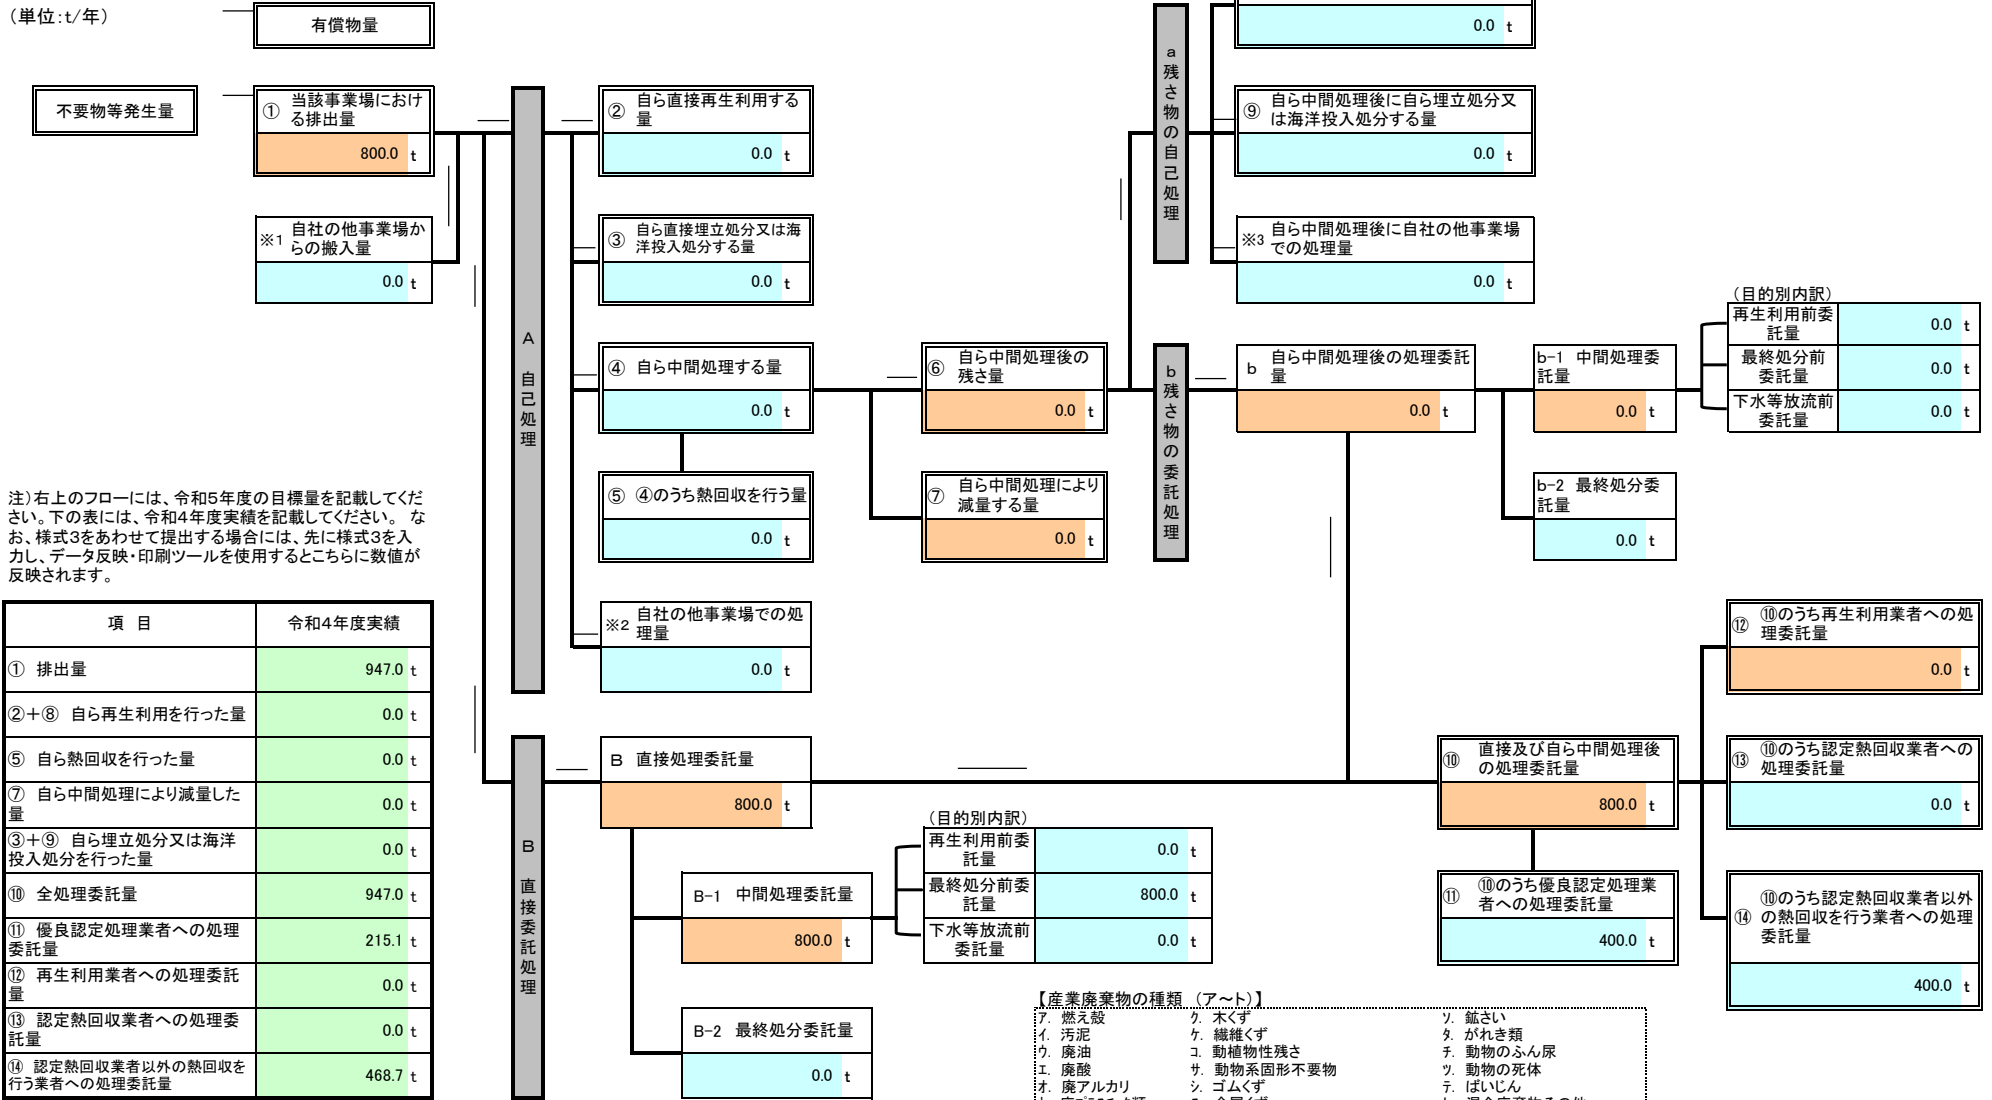 （単位：t/年）
有償物量
不要物等発生量
① 当該事業場におけ
る排出量
800.0 t
※1 自社の他事業場か
らの搬入量
0.0 t
A 自己処理
② 自ら直接再生利用する
量
0.0 t
③ 自ら直接埋立処分又は海
洋投入処分する量
0.0 t
④ 自ら中間処理する量
0.0 t
⑤ ④のうち熱回収を行う量
0.0 t
※2 自社の他事業場での処
理量
0.0 t
⑥ 自ら中間処理後の
残さ量
0.0 t
⑦ 自ら中間処理により
減量する量
0.0 t
a 残さ物の自己処理
0.0 t
⑨ 自ら中間処理後に自ら埋立処分又
は海洋投入処分する量
0.0 t
※3 自ら中間処理後に自社の他事業場
での処理量
0.0 t
b 残さ物の委託処理
b 自ら中間処理後の処理委託
量
0.0 t
b-1 中間処理委
託量
0.0 t
b-2 最終処分委
託量
0.0 t
（目的別内訳）
再生利用前委
託量
0.0 t
最終処分前
委託量
0.0 t
下水等放流前
委託量
0.0 t
注）右上のフローには、令和5年度の目標量を記載してくだ
さい。下の表には、令和4年度実績を記載してください。 な
お、様式3をあわせて提出する場合には、先に様式3を入
力し、データ反映・印刷ツールを使用するとこちらに数値が
反映されます。
項 目 令和4年度実績
① 排出量 947.0 t
②＋⑧ 自ら再生利用を行った量 0.0 t
⑤ 自ら熱回収を行った量 0.0 t
⑦ 自ら中間処理により減量した
量 0.0 t
③＋⑨ 自ら埋立処分又は海洋
投入処分を行った量 0.0 t
⑩ 全処理委託量 947.0 t
⑪ 優良認定処理業者への処理
委託量 215.1 t
⑫ 再生利用業者への処理委託
量 0.0 t
⑬ 認定熱回収業者への処理委
託量 0.0 t
⑭ 認定熱回収業者以外の熱回収を
行う業者への処理委託量 468.7 t
B 直接委託処理
B 直接処理委託量
800.0 t
B-1 中間処理委託量
800.0 t
B-2 最終処分委託量
0.0 t
（目的別内訳）
再生利用前委
託量
0.0 t
最終処分前委
託量
800.0 t
下水等放流前
委託量
0.0 t
⑩ 直接及び自ら中間処理後
の処理委託量
800.0 t
⑪ ⑩のうち優良認定処理業
者への処理委託量
400.0 t
⑫ ⑩のうち再生利用業者への処
理委託量
0.0 t
⑬ ⑩のうち認定熱回収業者への
処理委託量
0.0 t
⑭ ⑩のうち認定熱回収業者以外
の熱回収を行う業者への処理
委託量
400.0 t
【産業廃棄物の種類 （ア～ト）】
ア. 燃え殻 ク. 木くず ソ. 鉱さい
イ. 汚泥 ケ. 繊維くず タ. がれき類
ウ. 廃油 コ. 動植物性残さ チ. 動物のふん尿
エ. 廃酸 サ. 動物系固形不要物 ツ. 動物の死体
オ. 廃アルカリ シ. ゴムくず テ. ばいじん